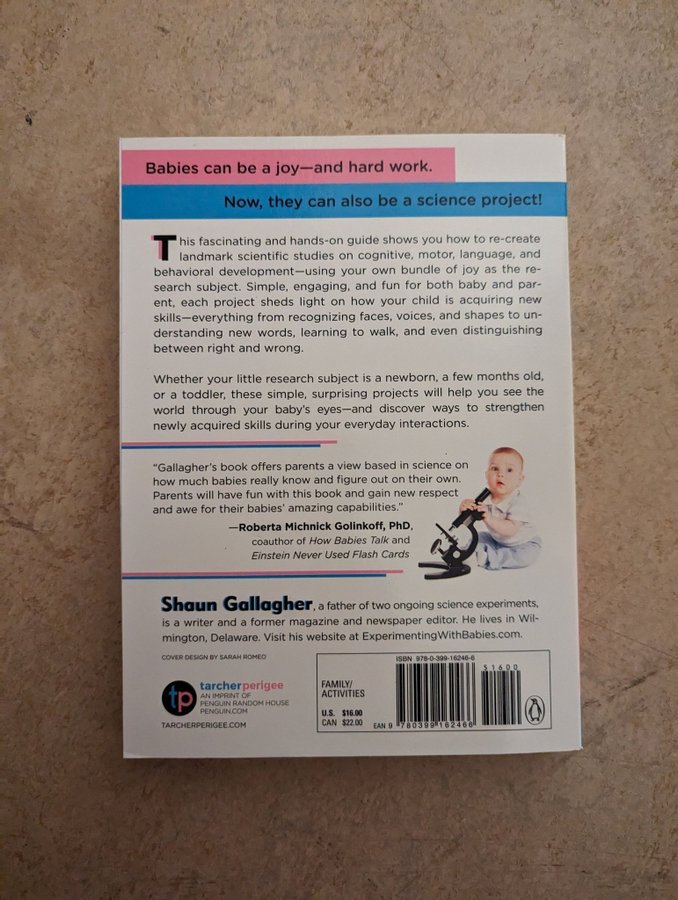 Babies can be a joy—and hard work.
Now, they can also be a science project!
This fascinating and hands-on guide shows you how to re-create
landmark scientific studies on cognitive, motor, language, and
behavioral development—using your own bundle of joy as the re-
search subject. Simple, engaging, and fun for both baby and par-
ent, each project sheds light on how your child is acquiring new
skills—everything from recognizing faces, voices, and shapes to un-
derstanding new words, learning to walk, and even distinguishing
between right and wrong.
Whether your little research subject is a newborn, a few months old,
or a toddler, these simple, surprising projects will help you see the
world through your baby's eyes—and discover ways to strengthen
newly acquired skills during your everyday interactions.
“Gallagher's book offers parents a view based in science on
how much babies really know and figure out on their own.
Parents will have fun with this book and gain new respect
and awe for their babies' amazing capabilities.”
—Roberta Michnick Golinkoff, PhD,
coauthor of How Babies Talk and
Einstein Never Used Flash Cards
Shaun Gallagher, a father of two ongoing science experiments,
is a writer and a former magazine and newspaper editor. He lives in Wil-
mington, Delaware. Visit his website at ExperimentingWithBabies.com.
COVER DESIGN BY SARAH ROMEO
tp
tarcherperigee
AN IMPRINT OF
PENGUIN RANDOM HOUSE
PENGUIN.COM
TARCHERPERIGEE.COM
FAMILY/
ACTIVITIES
U.S. $16.00
CAN $22.00
ISBN 978-0-399-16246-6
51600
EAN 9 780399 162466